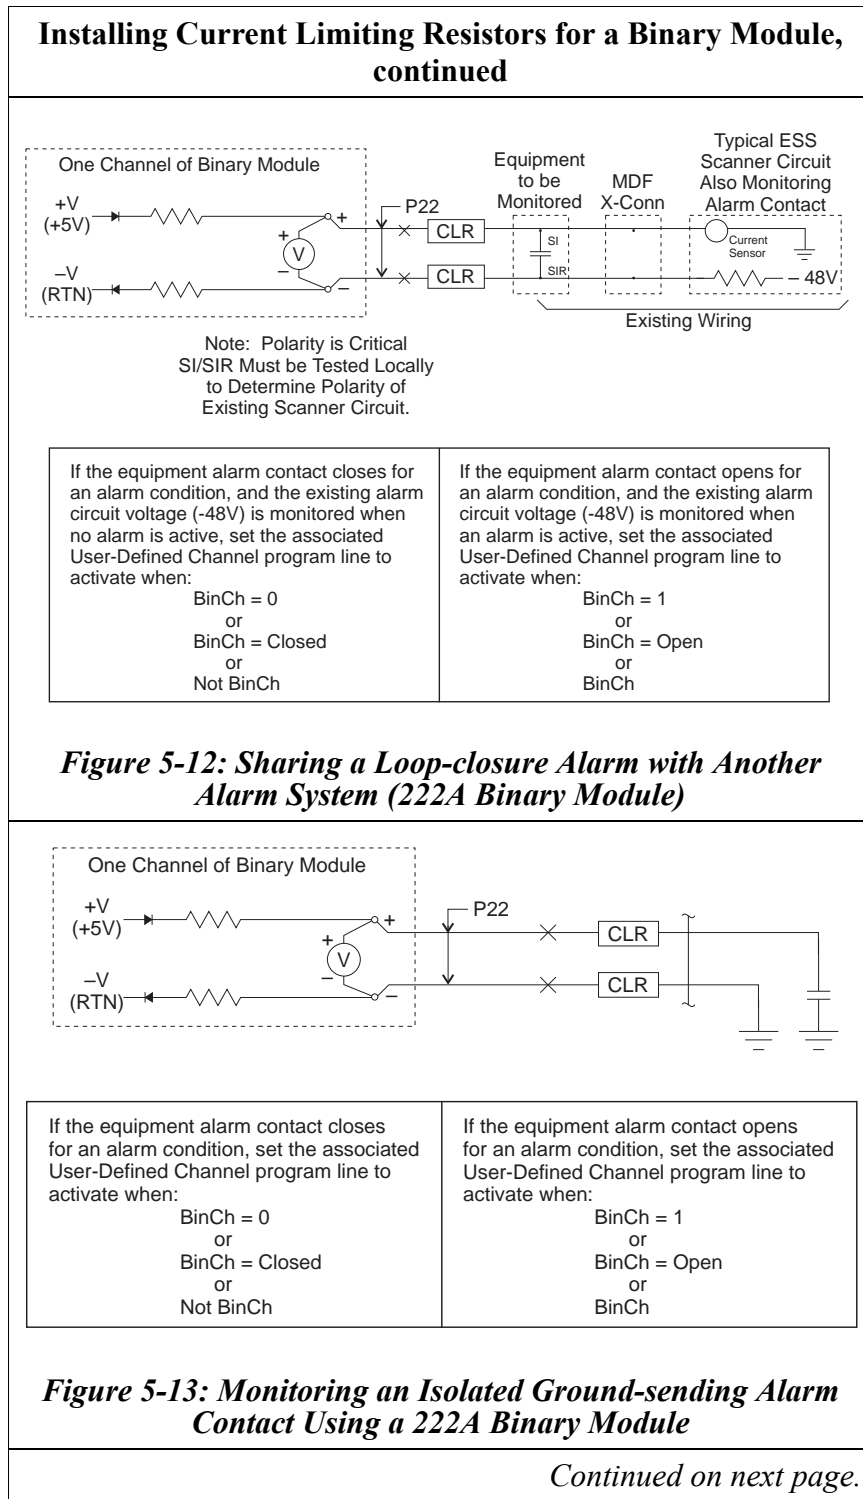 Installing Current Limiting Resistors for a Binary Module,
continued
One Channel of Binary Module
+V
(+5V)
–V
(RTN)
+
V
–
+
–
P22
CLR
CLR
Equipment
to be
Monitored
SI
SIR
MDF
X-Conn
Typical ESS
Scanner Circuit
Also Monitoring
Alarm Contact
Current
Sensor
– 48V
Existing Wiring
Note: Polarity is Critical
SI/SIR Must be Tested Locally
to Determine Polarity of
Existing Scanner Circuit.
If the equipment alarm contact closes for
an alarm condition, and the existing alarm
circuit voltage (-48V) is monitored when
no alarm is active, set the associated
User-Defined Channel program line to
activate when:
BinCh = 0
or
BinCh = Closed
or
Not BinCh
If the equipment alarm contact opens for
an alarm condition, and the existing alarm
circuit voltage (-48V) is monitored when
an alarm is active, set the associated
User-Defined Channel program line to
activate when:
BinCh = 1
or
BinCh = Open
or
BinCh
Figure 5-12: Sharing a Loop-closure Alarm with Another
Alarm System (222A Binary Module)
One Channel of Binary Module
+V
(+5V)
–V
(RTN)
+
V
–
+
–
P22
CLR
CLR
If the equipment alarm contact closes
for an alarm condition, set the associated
User-Defined Channel program line to
activate when:
BinCh = 0
or
BinCh = Closed
or
Not BinCh
If the equipment alarm contact opens
for an alarm condition, set the associated
User-Defined Channel program line to
activate when:
BinCh = 1
or
BinCh = Open
or
BinCh
Figure 5-13: Monitoring an Isolated Ground-sending Alarm
Contact Using a 222A Binary Module
Continued on next page.